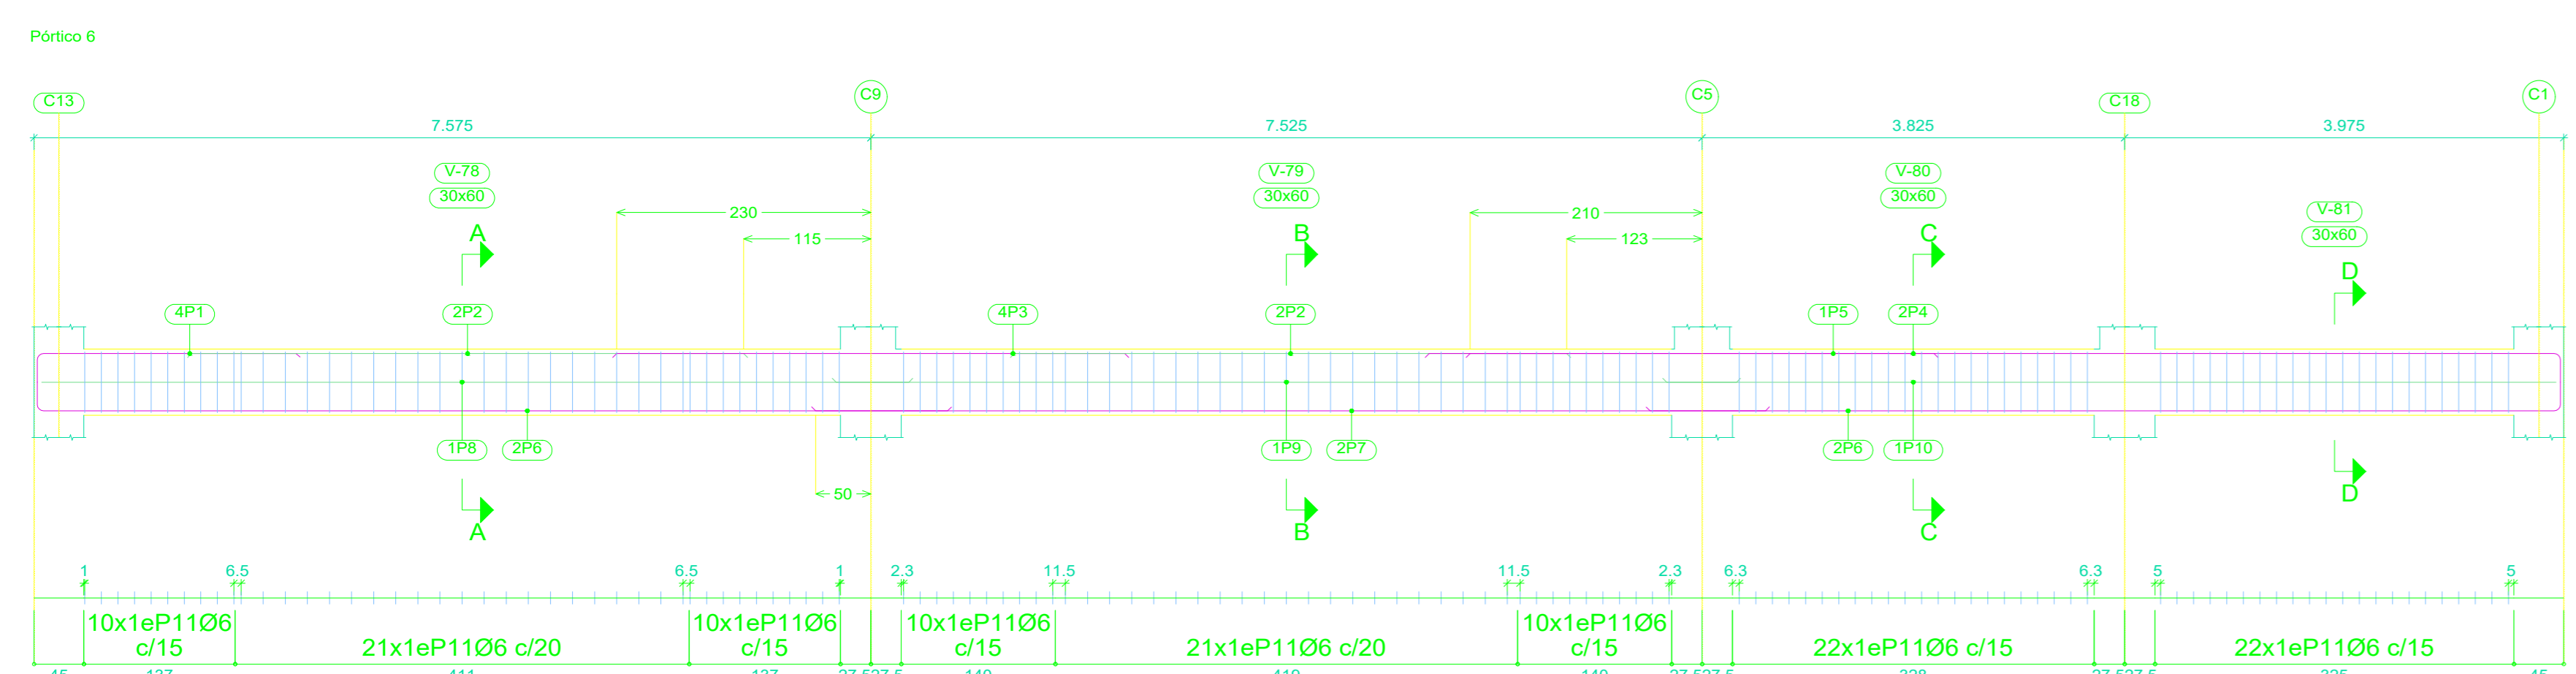 Pórtico 6
C13
C9
C5
C18
C1
7.575
7.525
3.825
3.975
V-78
30x60
V-79
30x60
V-80
30x60
V-81
30x60
230
115
210
123
A
B
C
D
4P1
2P2
4P3
2P2
1P5
2P4
1P8
2P6
1P9
2P7
2P6
1P10
50
A
B
C
D
1
6.5
6.5
1
2.3
11.5
11.5
2.3
6.3
6.3
5
5
10x1eP11Ø6
c/15
21x1eP11Ø6 c/20
10x1eP11Ø6
c/15
10x1eP11Ø6
c/15
21x1eP11Ø6 c/20
10x1eP11Ø6
c/15
22x1eP11Ø6 c/15
22x1eP11Ø6 c/15